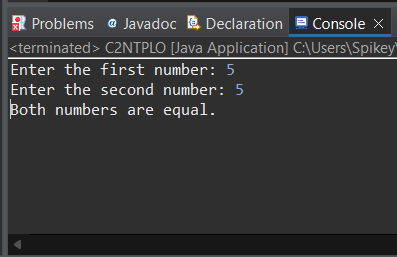 Problems @ Javadoc Declaration Console
<terminated> C2NTPLO [Java Application] C:\Users\Spikey\
Enter the first number: 5
Enter the second number: 5
Both numbers are equal.